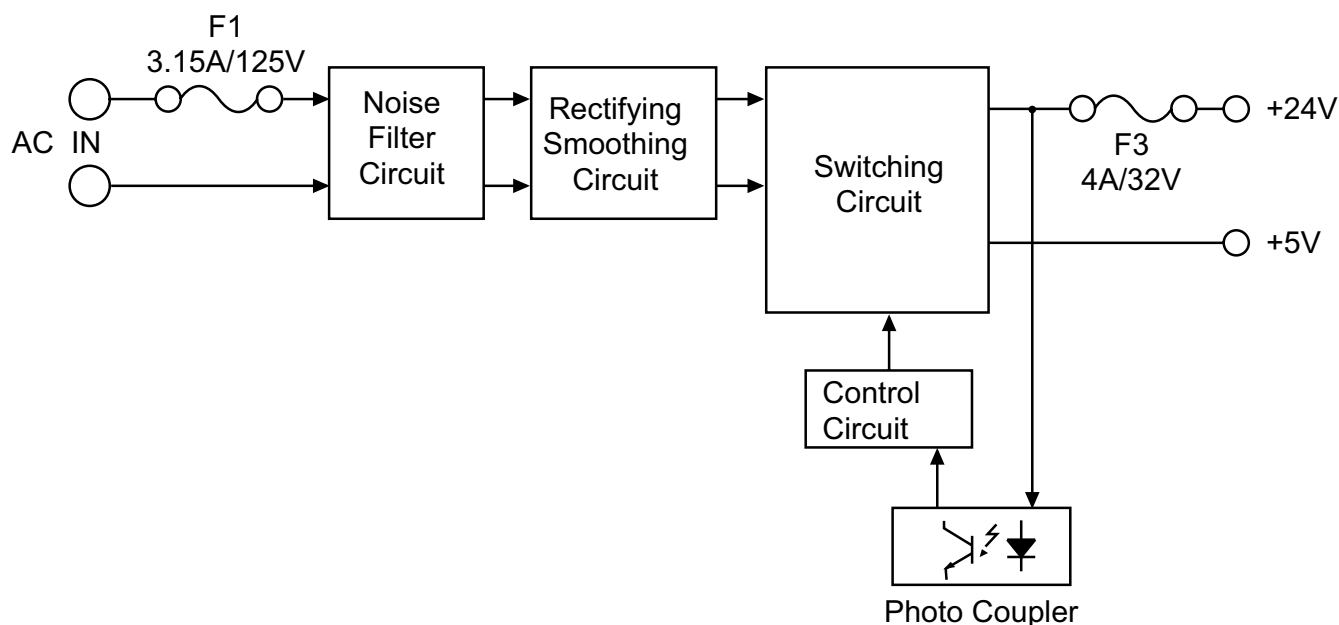 F1
3.15A/125V
AC IN
Noise
Filter
Circuit
Rectifying
Smoothing
Circuit
Switching
Circuit
+24V
F3
4A/32V
+5V
Control
Circuit
Photo Coupler